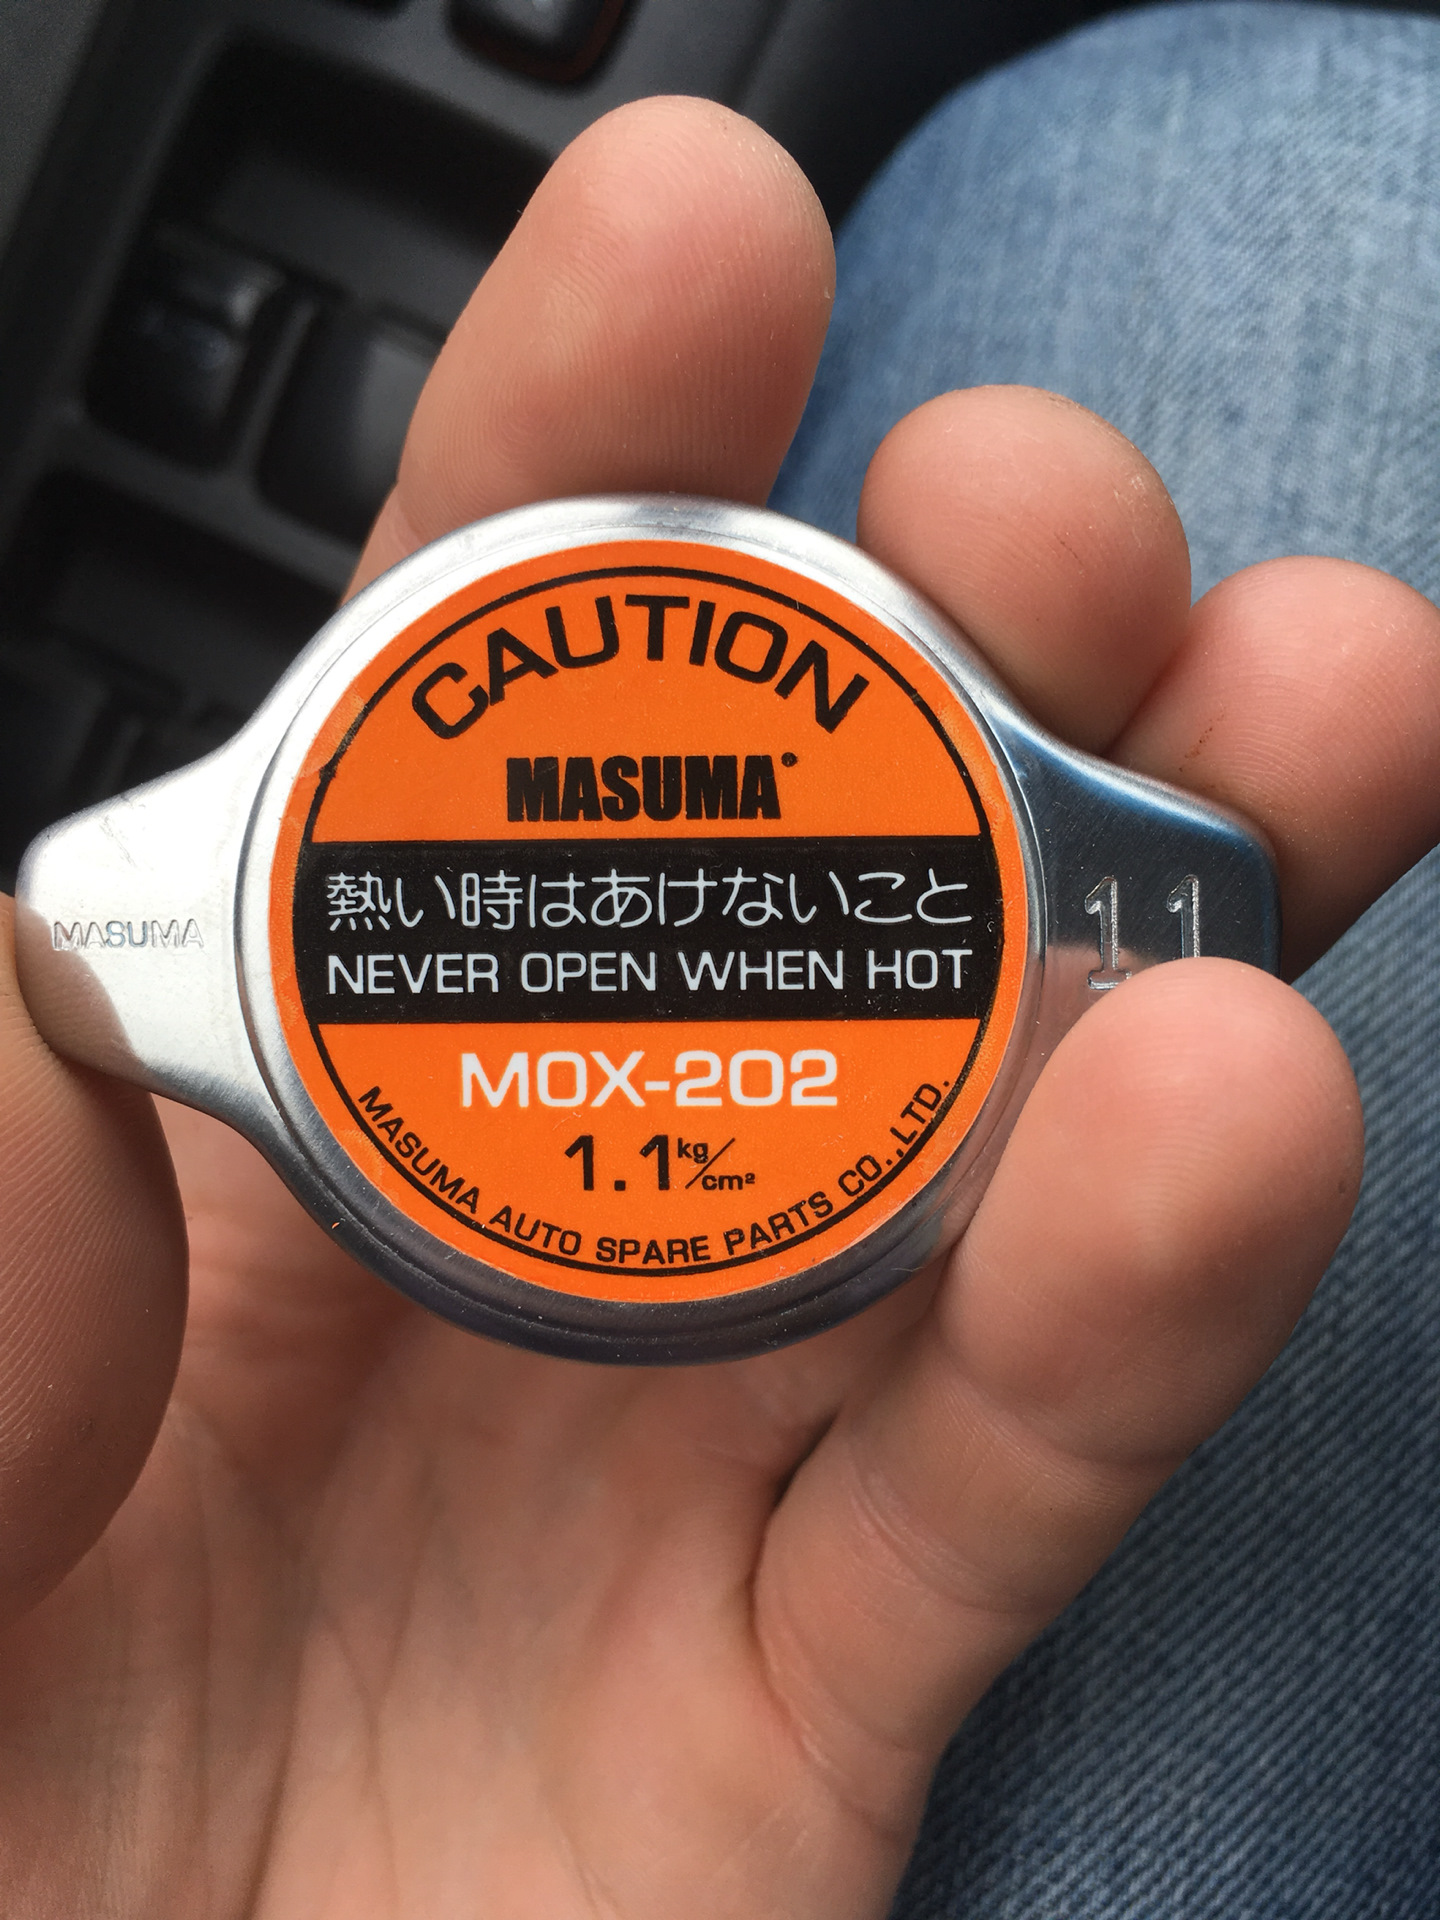 CAUTION
MASUMA
熱い時はあけないこと
NEVER OPEN WHEN HOT
MOX-202
1.1 kg/cm²
MASUMA AUTO SPARE PARTS CO.,LTD.
MASUMA
11